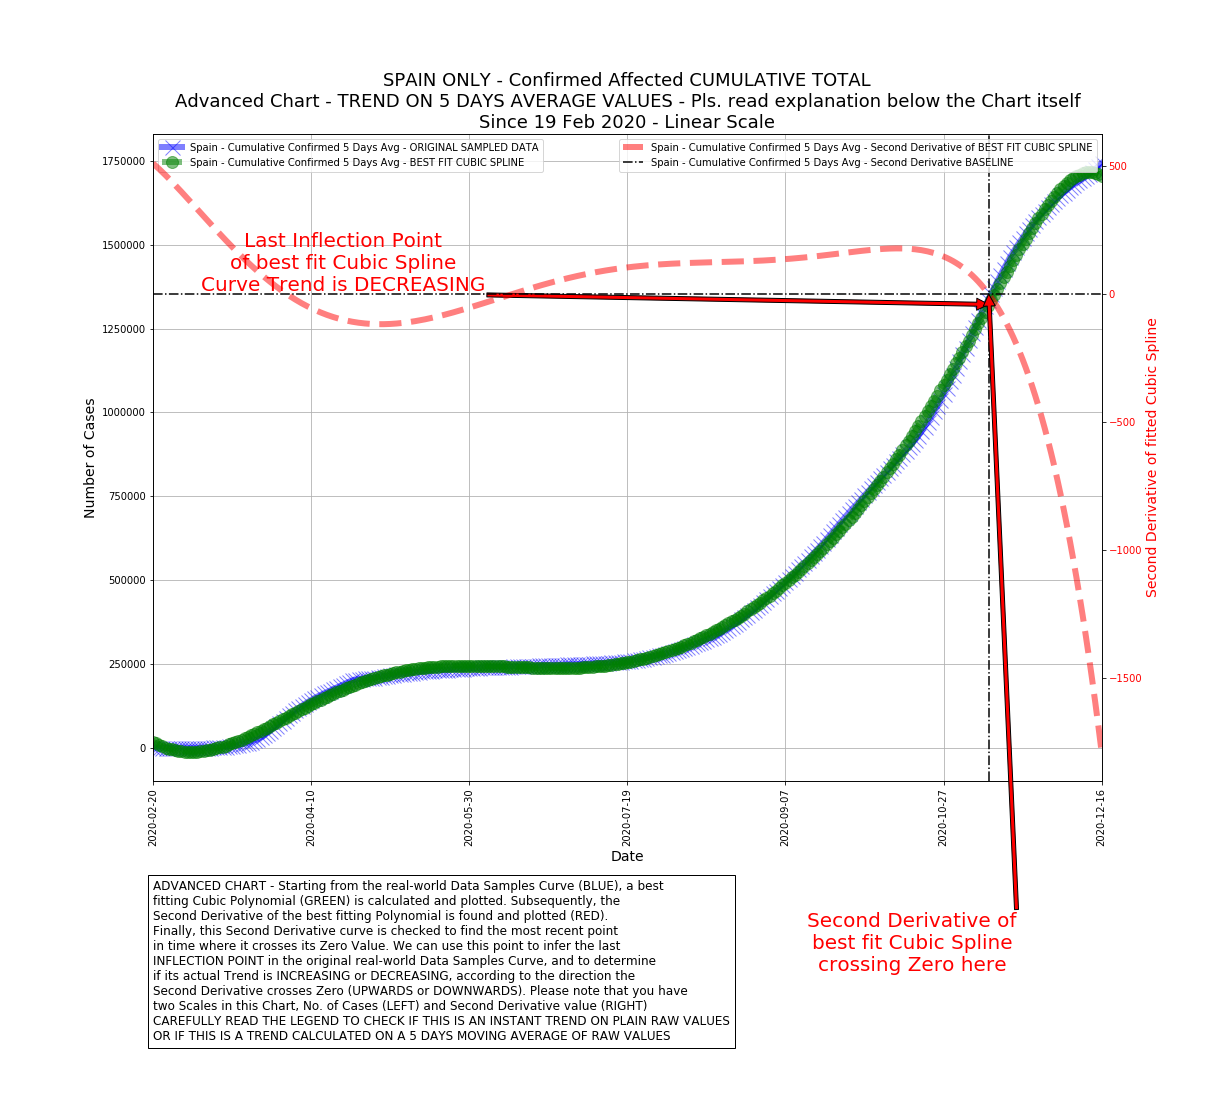 SPAIN ONLY - Confirmed Affected CUMULATIVE TOTAL
Advanced Chart - TREND ON 5 DAYS AVERAGE VALUES - Pls. read explanation below the Chart itself
Since 19 Feb 2020 - Linear Scale
Spain - Cumulative Confirmed 5 Days Avg - ORIGINAL SAMPLED DATA
Spain - Cumulative Confirmed 5 Days Avg - BEST FIT CUBIC SPLINE
Spain - Cumulative Confirmed 5 Days Avg - Second Derivative of BEST FIT CUBIC SPLINE
Spain - Cumulative Confirmed 5 Days Avg - Second Derivative BASELINE
Last Inflection Point
of best fit Cubic Spline
Curve Trend is DECREASING
Number of Cases
1750000
1500000
1250000
1000000
750000
500000
250000
0
500
0
−500
−1000
−1500
Second Derivative of fitted Cubic Spline
2020-02-20
2020-04-10
2020-05-30
2020-07-19
2020-09-07
2020-10-27
2020-12-16
Date
Second Derivative of
best fit Cubic Spline
crossing Zero here
ADVANCED CHART - Starting from the real-world Data Samples Curve (BLUE), a best
fitting Cubic Polynomial (GREEN) is calculated and plotted. Subsequently, the
Second Derivative of the best fitting Polynomial is found and plotted (RED).
Finally, this Second Derivative curve is checked to find the most recent point
in time where it crosses its Zero Value. We can use this point to infer the last
INFLECTION POINT in the original real-world Data Samples Curve, and to determine
if its actual Trend is INCREASING or DECREASING, according to the direction the
Second Derivative crosses Zero (UPWARDS or DOWNWARDS). Please note that you have
two Scales in this Chart, No. of Cases (LEFT) and Second Derivative value (RIGHT)
CAREFULLY READ THE LEGEND TO CHECK IF THIS IS AN INSTANT TREND ON PLAIN RAW VALUES
OR IF THIS IS A TREND CALCULATED ON A 5 DAYS MOVING AVERAGE OF RAW VALUES